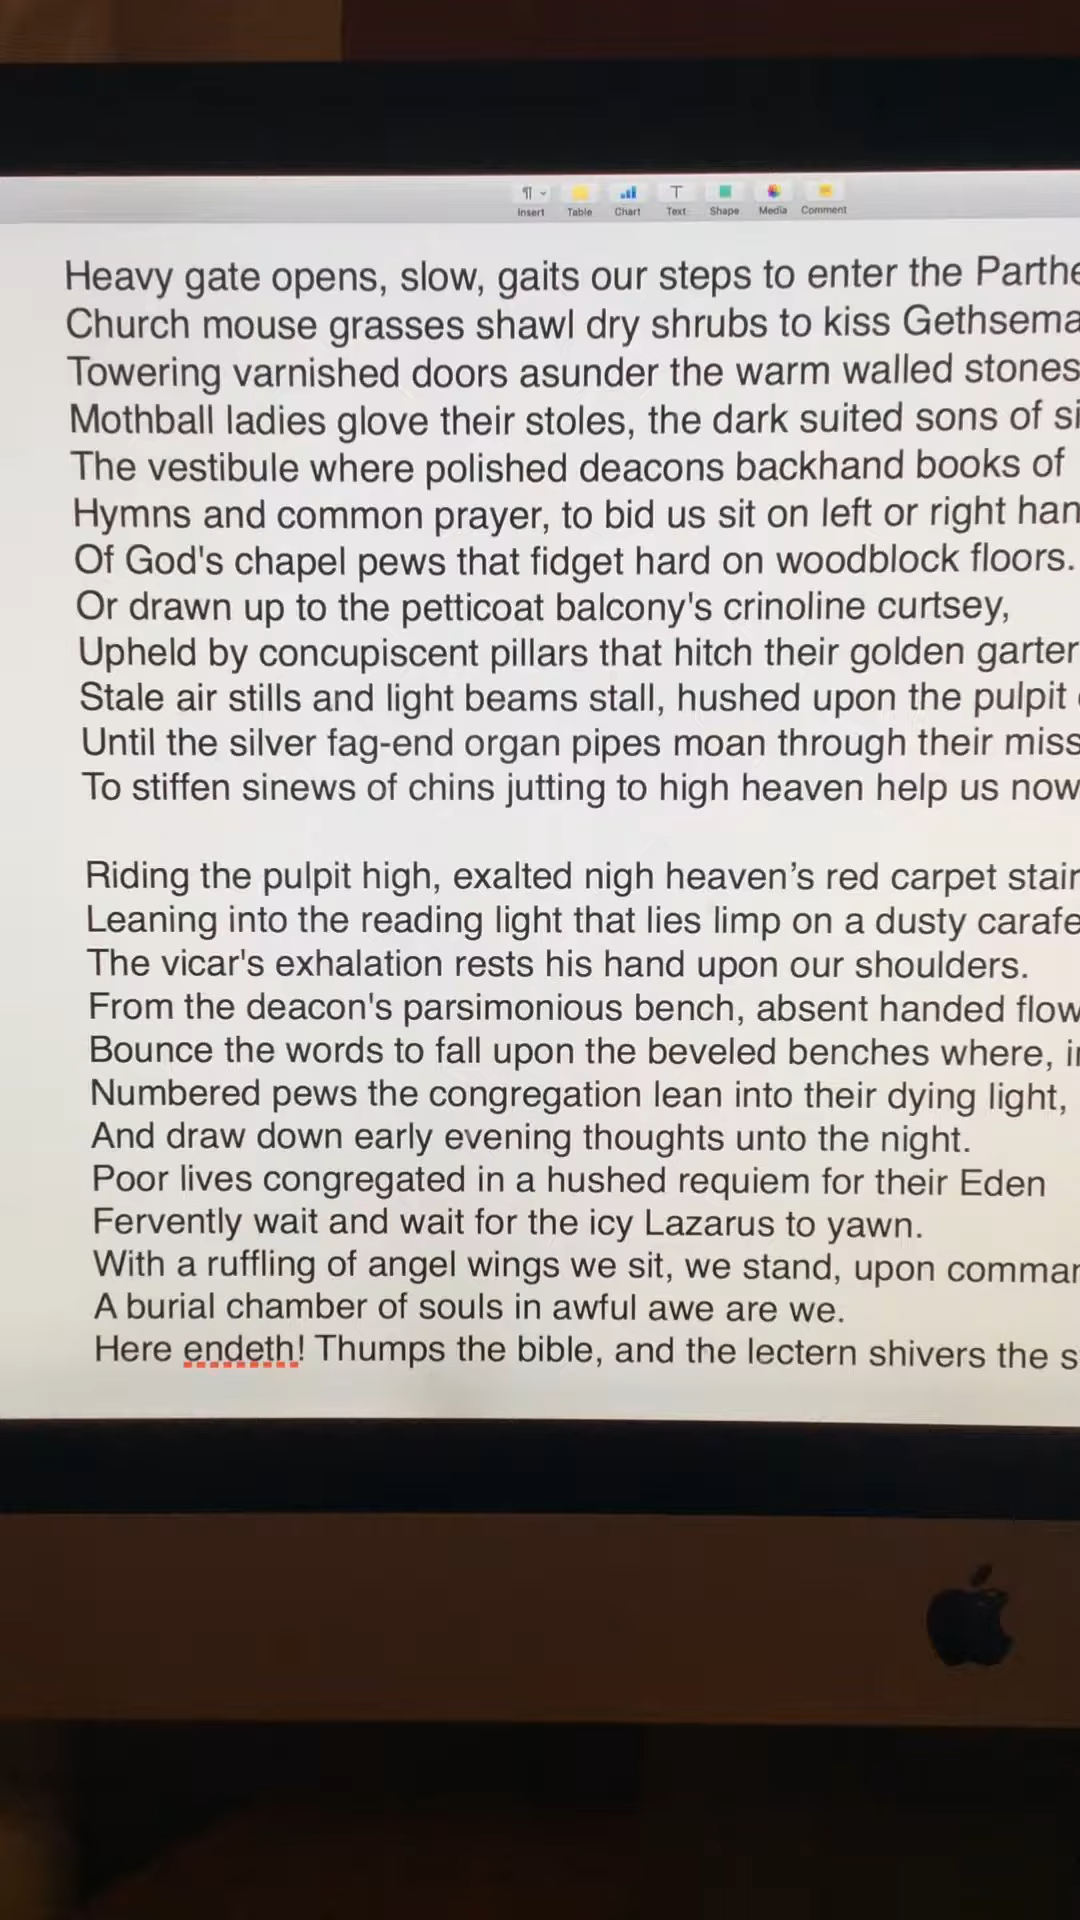 Insert Table Chart Text Shape Media Comment
Heavy gate opens, slow, gaits our steps to enter the
Church mouse grasses shawl dry shrubs to kiss
Towering varnished doors asunder the warm walled stones
Mothball ladies glove their stoles, the dark suited sons of
The vestibule where polished deacons backhand books of
Hymns and common prayer, to bid us sit on left or right
Of God's chapel pews that fidget hard on woodblock floors.
Or drawn up to the petticoat balcony's crinoline curtsey,
Upheld by concupiscent pillars that hitch their golden
Stale air stills and light beams stall, hushed upon the pulpit
Until the silver fag-end organ pipes moan through their
To stiffen sinews of chins jutting to high heaven help us now
Riding the pulpit high, exalted nigh heaven’s red carpet
Leaning into the reading light that lies limp on a dusty carafe
The vicar's exhalation rests his hand upon our shoulders.
From the deacon's parsimonious bench, absent handed
Bounce the words to fall upon the beveled benches where,
Numbered pews the congregation lean into their dying light,
And draw down early evening thoughts unto the night.
Poor lives congregated in a hushed requiem for their Eden
Fervently wait and wait for the icy Lazarus to yawn.
With a ruffling of angel wings we sit, we stand, upon
A burial chamber of souls in awful awe are we.
Here endeth! Thumps the bible, and the lectern shivers the